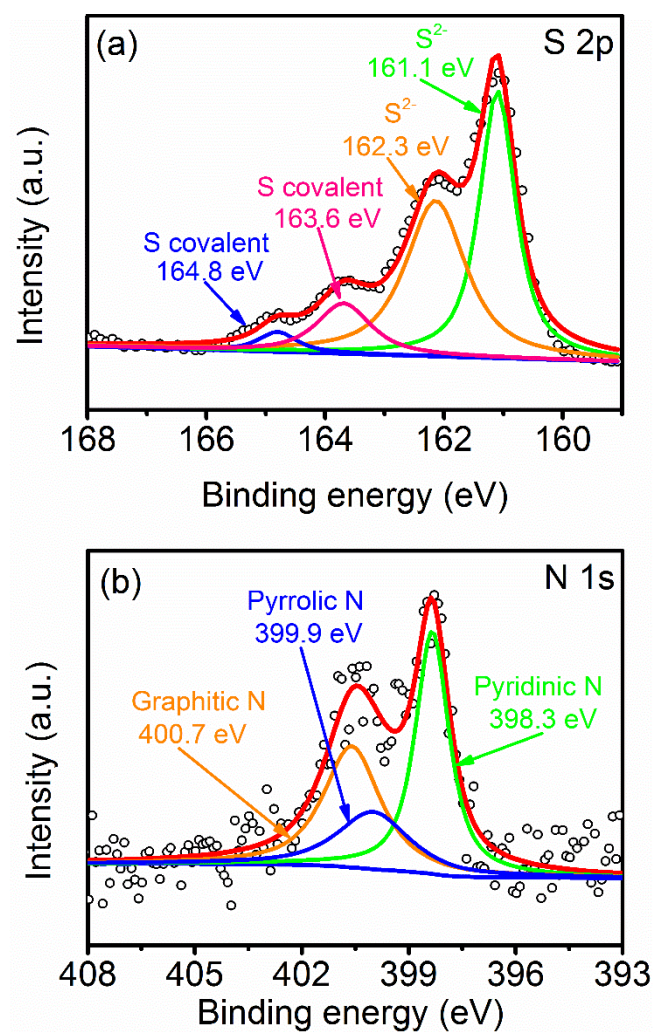 (a)
S 2p
S²⁻
161.1 eV
S²⁻
162.3 eV
S covalent
163.6 eV
S covalent
164.8 eV
Intensity (a.u.)
168 166 164 162 160
Binding energy (eV)
(b)
N 1s
Pyrrolic N
399.9 eV
Graphitic N
400.7 eV
Pyridinic N
398.3 eV
Intensity (a.u.)
408 405 402 399 396 393
Binding energy (eV)